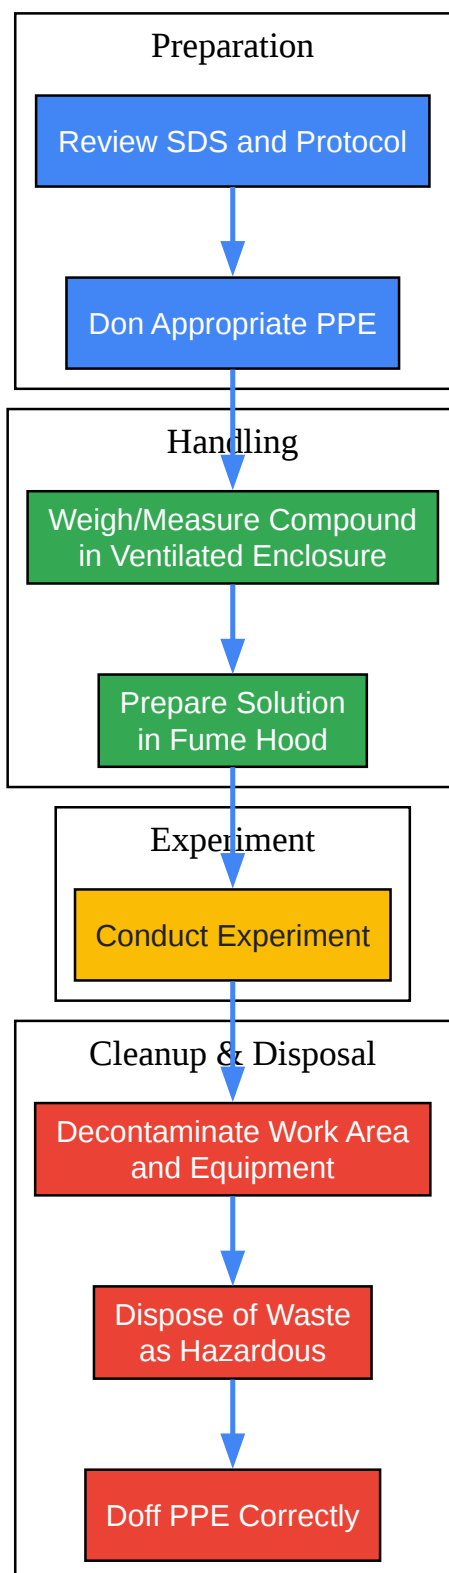 Preparation
Review SDS and Protocol
Don Appropriate PPE
Handling
Weigh/Measure Compound
in Ventilated Enclosure
Prepare Solution
in Fume Hood
Experiment
Conduct Experiment
Cleanup & Disposal
Decontaminate Work Area
and Equipment
Dispose of Waste
as Hazardous
Doff PPE Correctly